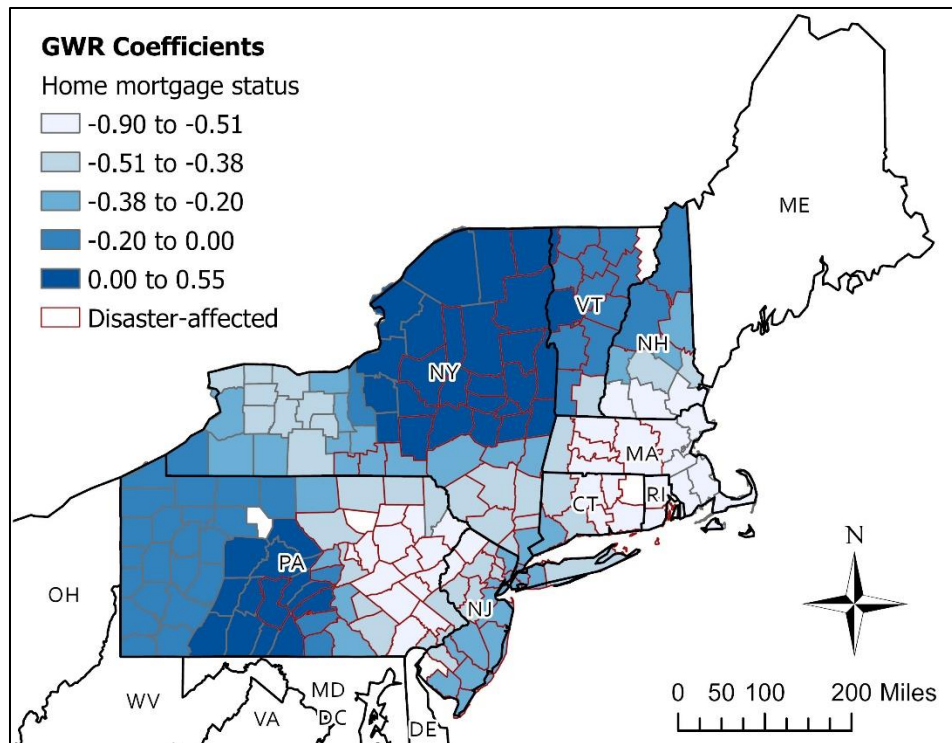 GWR Coefficients
Home mortgage status
-0.90 to -0.51
-0.51 to -0.38
-0.38 to -0.20
-0.20 to 0.00
0.00 to 0.55
Disaster-affected
ME
VT
NH
NY
MA
CT
RI
PA
NJ
OH
WV
VA
MD
DC
DE
N
0 50 100 200 Miles